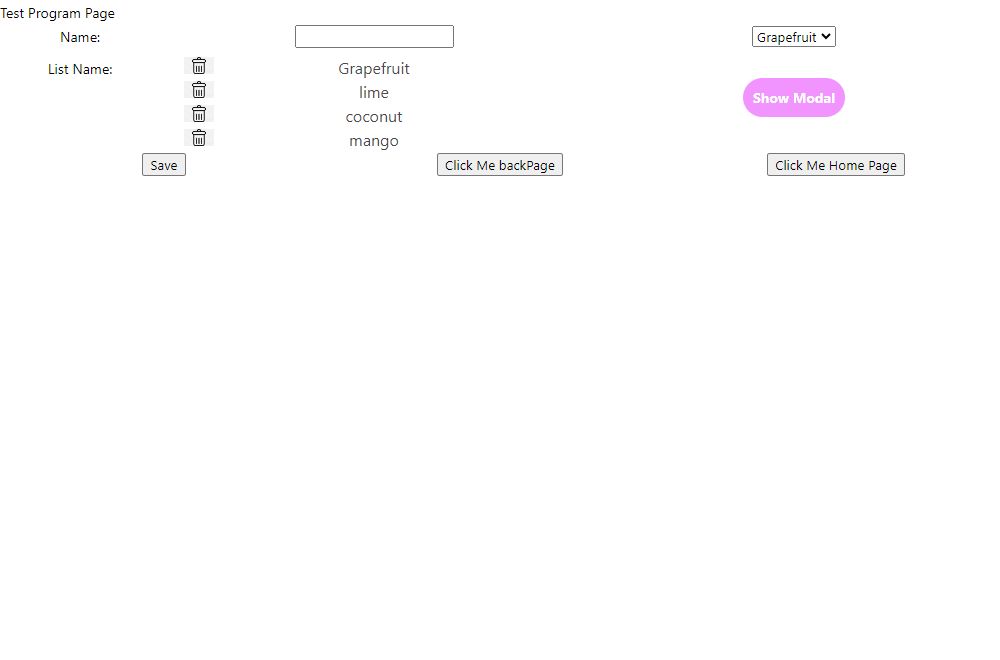 Test Program Page
Name: Grapefruit
List Name: Grapefruit
lime
Show Modal
coconut
mango
Save Click Me backPage Click Me Home Page